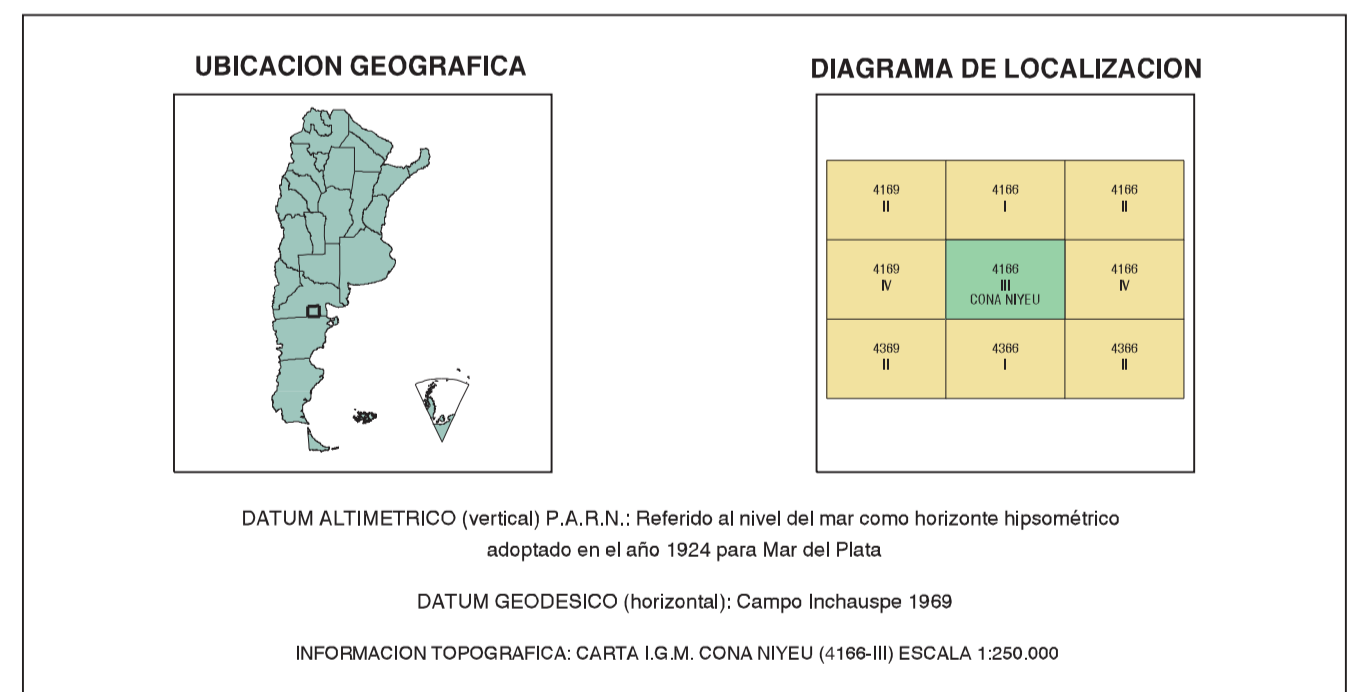 UBICACION GEOGRAFICA
DIAGRAMA DE LOCALIZACION
4169
II
4166
I
4166
II
4169
IV
4166
III
CONA NIYEU
4166
IV
4369
II
4366
I
4366
II
DATUM ALTIMETRICO (vertical) P.A.R.N.: Referido al nivel del mar como horizonte hipsométrico
adoptado en el año 1924 para Mar del Plata
DATUM GEODESICO (horizontal): Campo Inchauspe 1969
INFORMACION TOPOGRAFICA: CARTA I.G.M. CONA NIYEU (4166-III) ESCALA 1:250.000